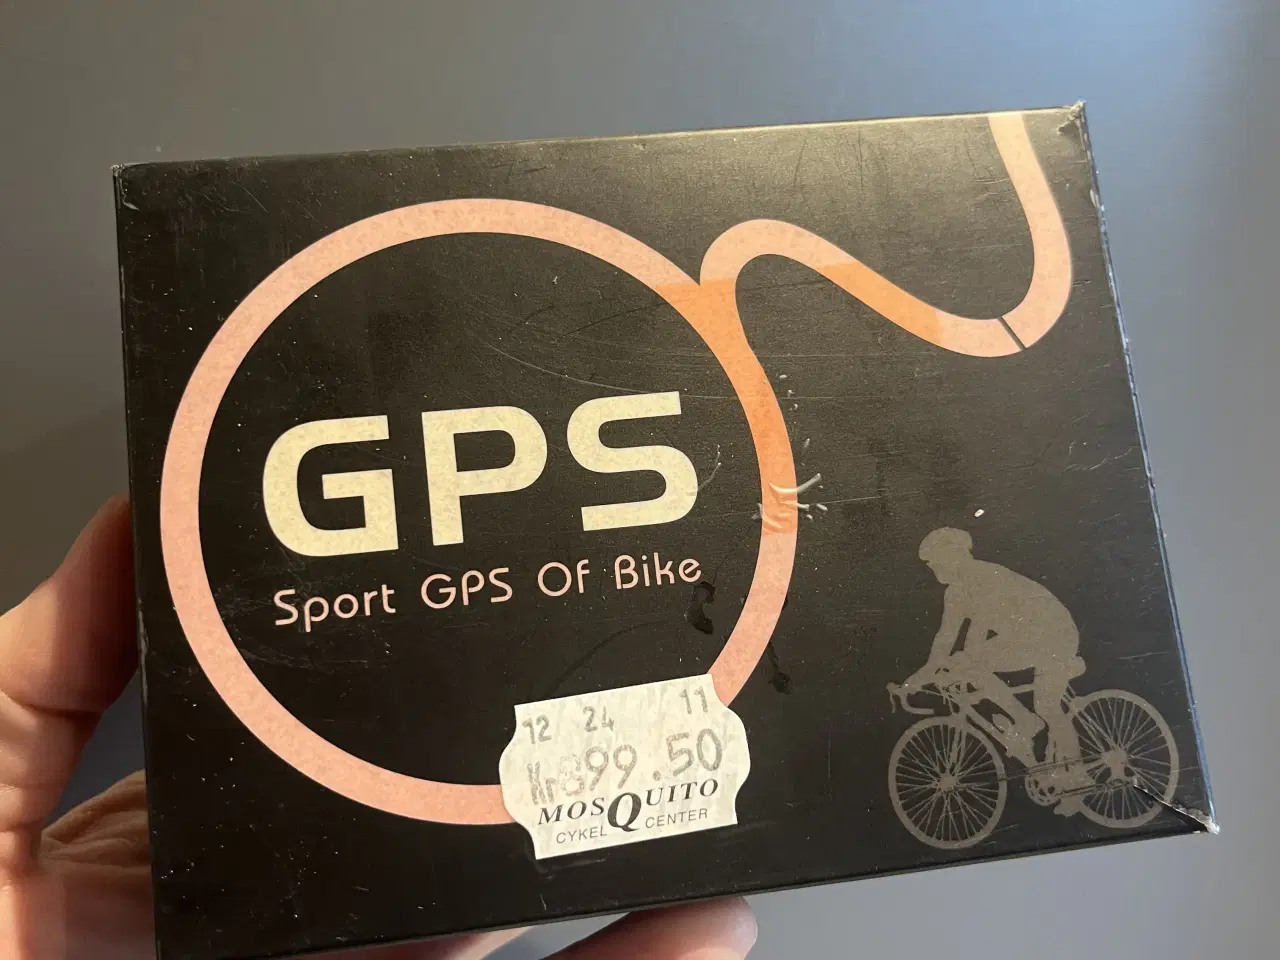 GPS
Sport GPS Of Bike
12 24 11
Kr899.50
MOSQUITO
CYKEL CENTER